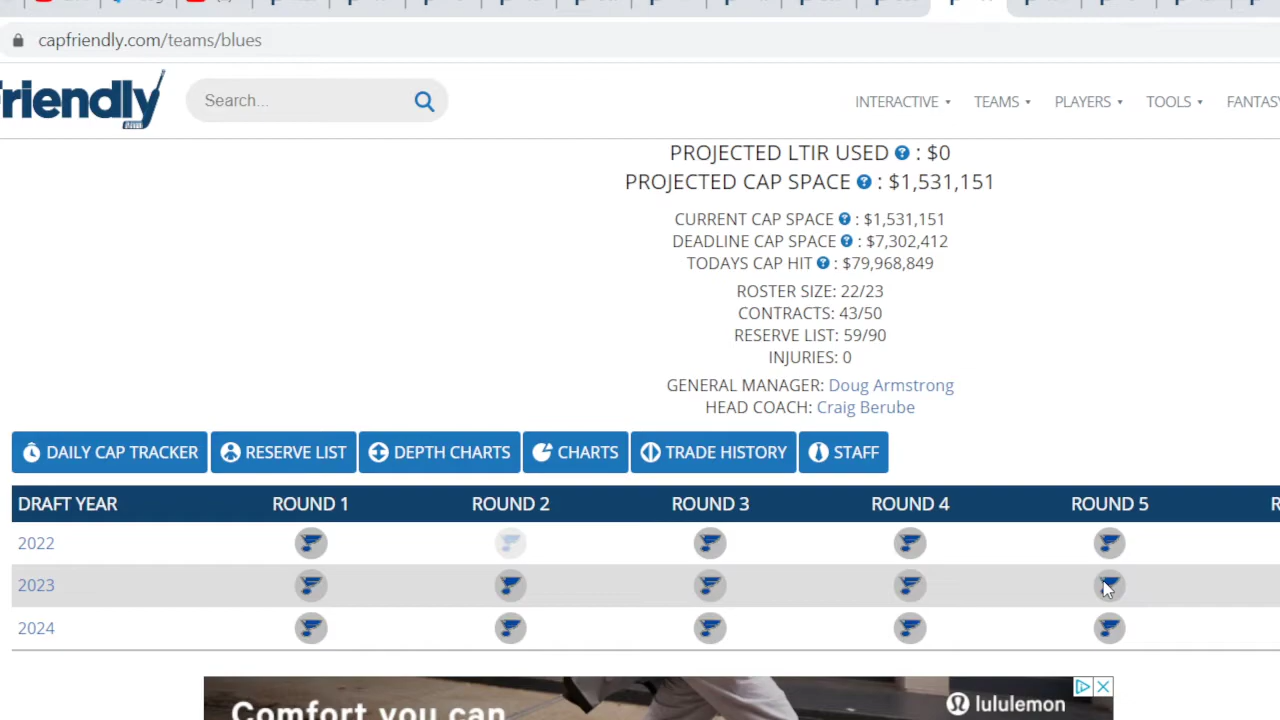 capfriendly.com/teams/blues
friendly
Search...
INTERACTIVE
TEAMS
PLAYERS
TOOLS
PROJECTED LTIR USED ? : $0
PROJECTED CAP SPACE ? : $1,531,151
CURRENT CAP SPACE ? : $1,531,151
DEADLINE CAP SPACE ? : $7,302,412
TODAYS CAP HIT ? : $79,968,849
ROSTER SIZE: 22/23
CONTRACTS: 43/50
RESERVE LIST: 59/90
INJURIES: 0
GENERAL MANAGER: Doug Armstrong
HEAD COACH: Craig Berube
DAILY CAP TRACKER
RESERVE LIST
DEPTH CHARTS
CHARTS
TRADE HISTORY
STAFF
DRAFT YEAR ROUND 1 ROUND 2 ROUND 3 ROUND 4 ROUND 5 R
2022
2023
2024
lululemon
Comfort you can